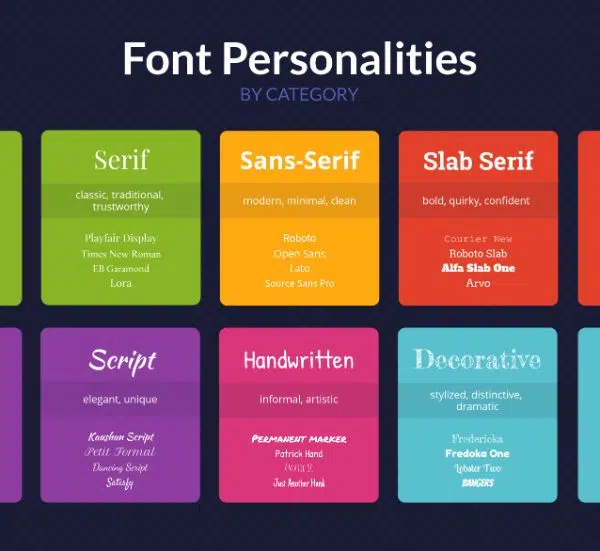 Font Personalities
BY CATEGORY
Serif
classic, traditional,
trustworthy
Playfair Display
Times New Roman
EB Garamond
Lora
Sans-Serif
modern, minimal, clean
Roboto
Open Sans
Lato
Source Sans Pro
Slab Serif
bold, quirky, confident
Courier New
Roboto Slab
Alfa Slab One
Arvo
Script
elegant, unique
Kaushan Script
Petit Formal
Dancing Script
Satisfy
Handwritten
informal, artistic
PERMANENT MARKER
Patrick Hand
Just Another Hand
Decorative
stylized, distinctive,
dramatic
Fredericka
Fredoka One
Lobster Two
BANGERS